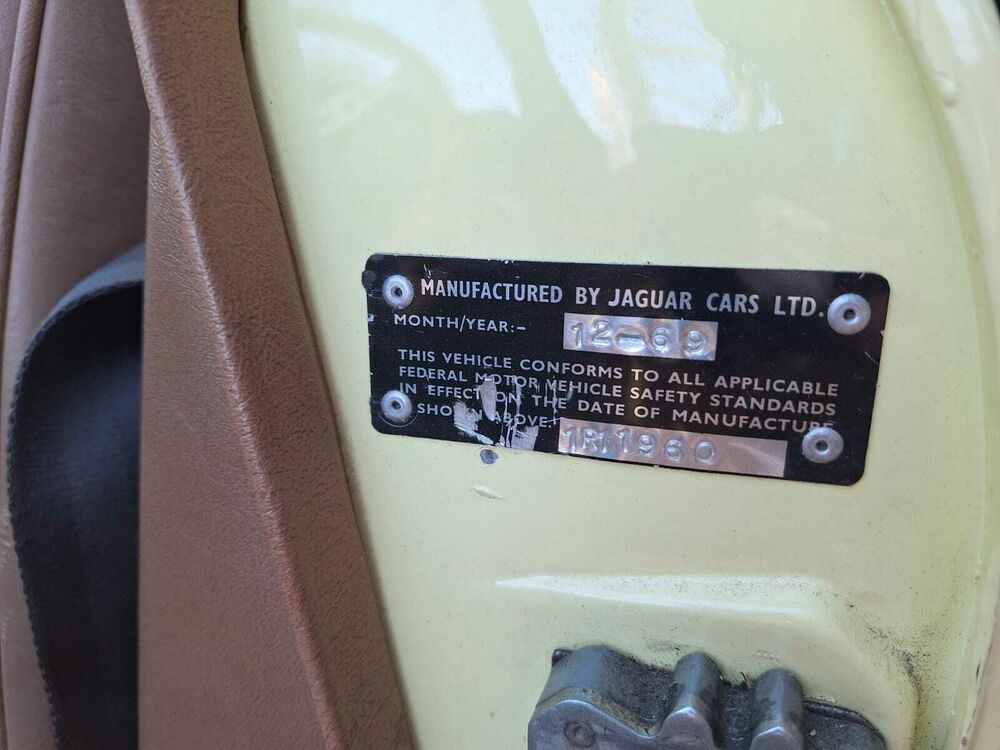 MANUFACTURED BY JAGUAR CARS LTD.
MONTH/YEAR:- 12-69
THIS VEHICLE CONFORMS TO ALL APPLICABLE
FEDERAL MOTOR VEHICLE SAFETY STANDARDS
IN EFFECT ON THE DATE OF MANUFACTURE
SHOWN ABOVE.
1R11960